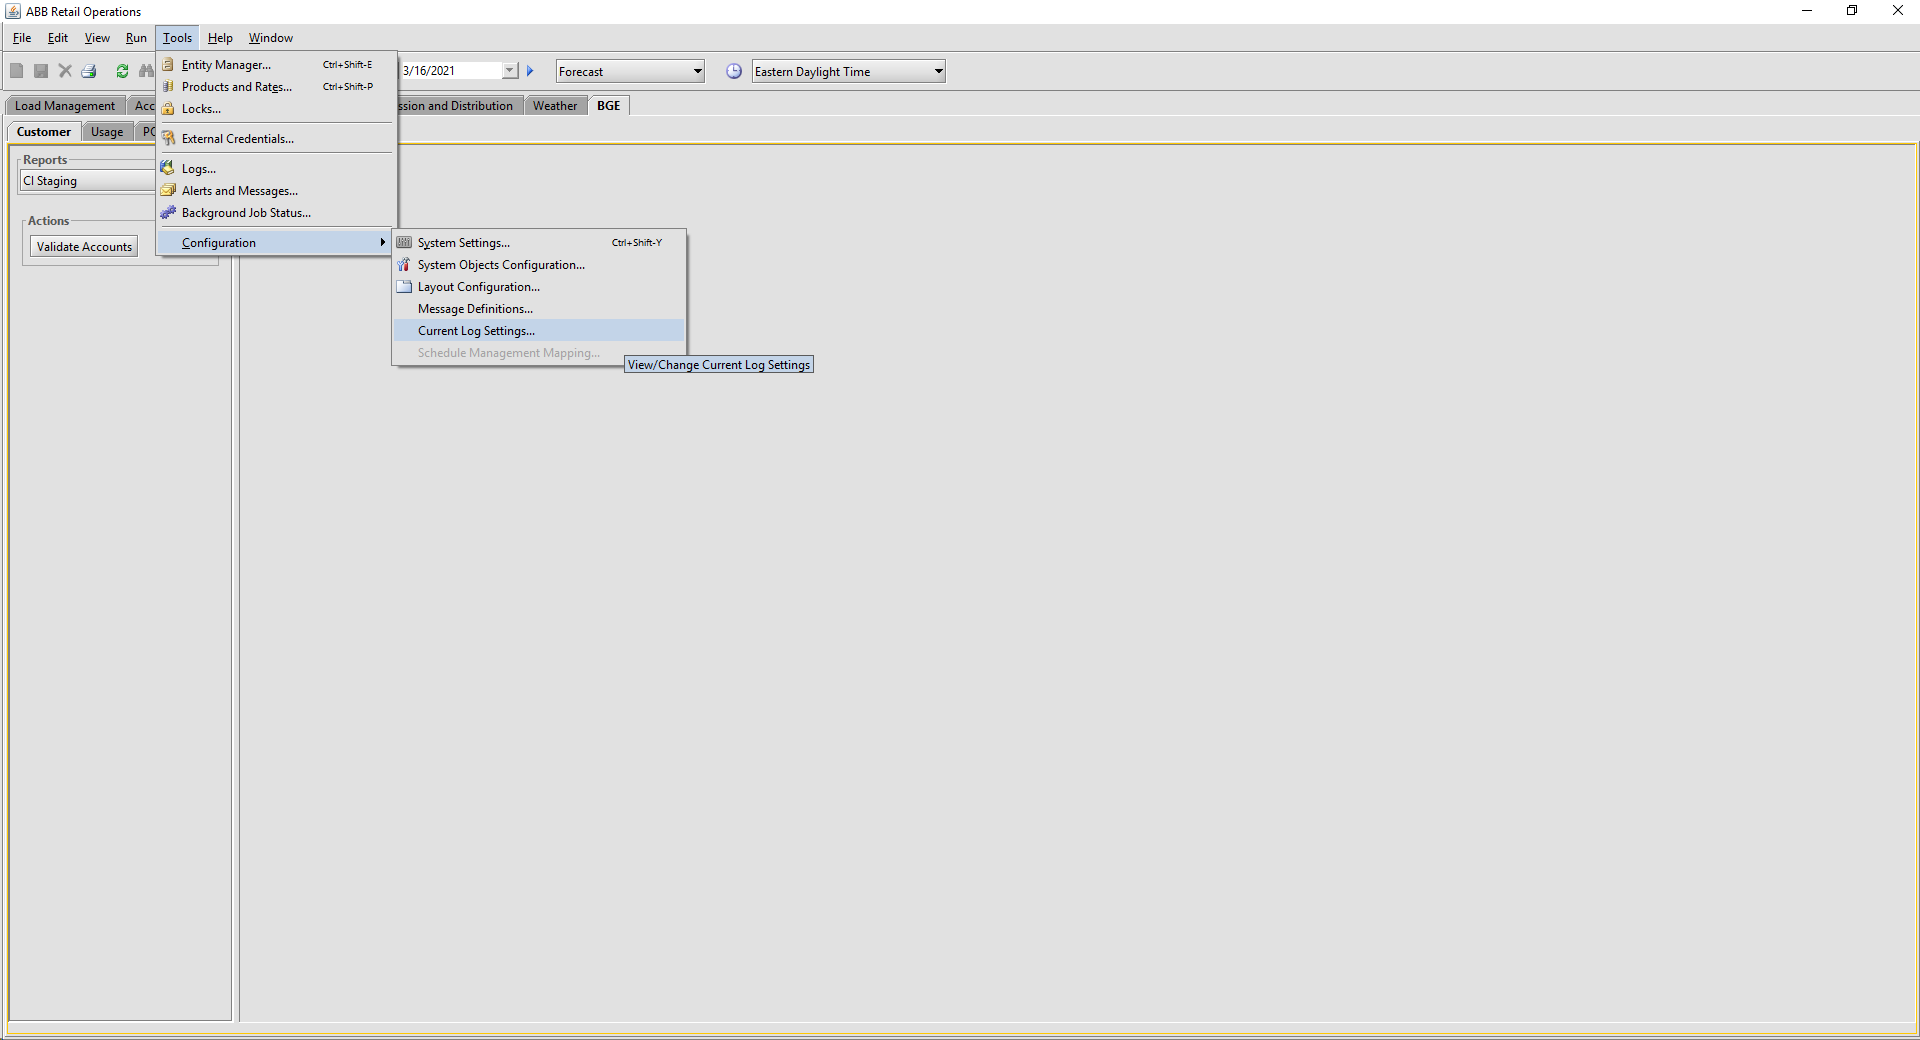 ABB Retail Operations
File Edit View Run Tools Help Window
3/16/2021 Forecast Eastern Daylight Time
Load Management Acc ssion and Distribution Weather BGE
Customer Usage PC
Reports
CI Staging
Actions
Validate Accounts
Entity Manager... Ctrl+Shift-E
Products and Rates... Ctrl+Shift-P
Locks...
External Credentials...
Logs...
Alerts and Messages...
Background Job Status...
Configuration
System Settings... Ctrl+Shift-Y
System Objects Configuration...
Layout Configuration...
Message Definitions...
Current Log Settings...
Schedule Management Mapping...
View/Change Current Log Settings